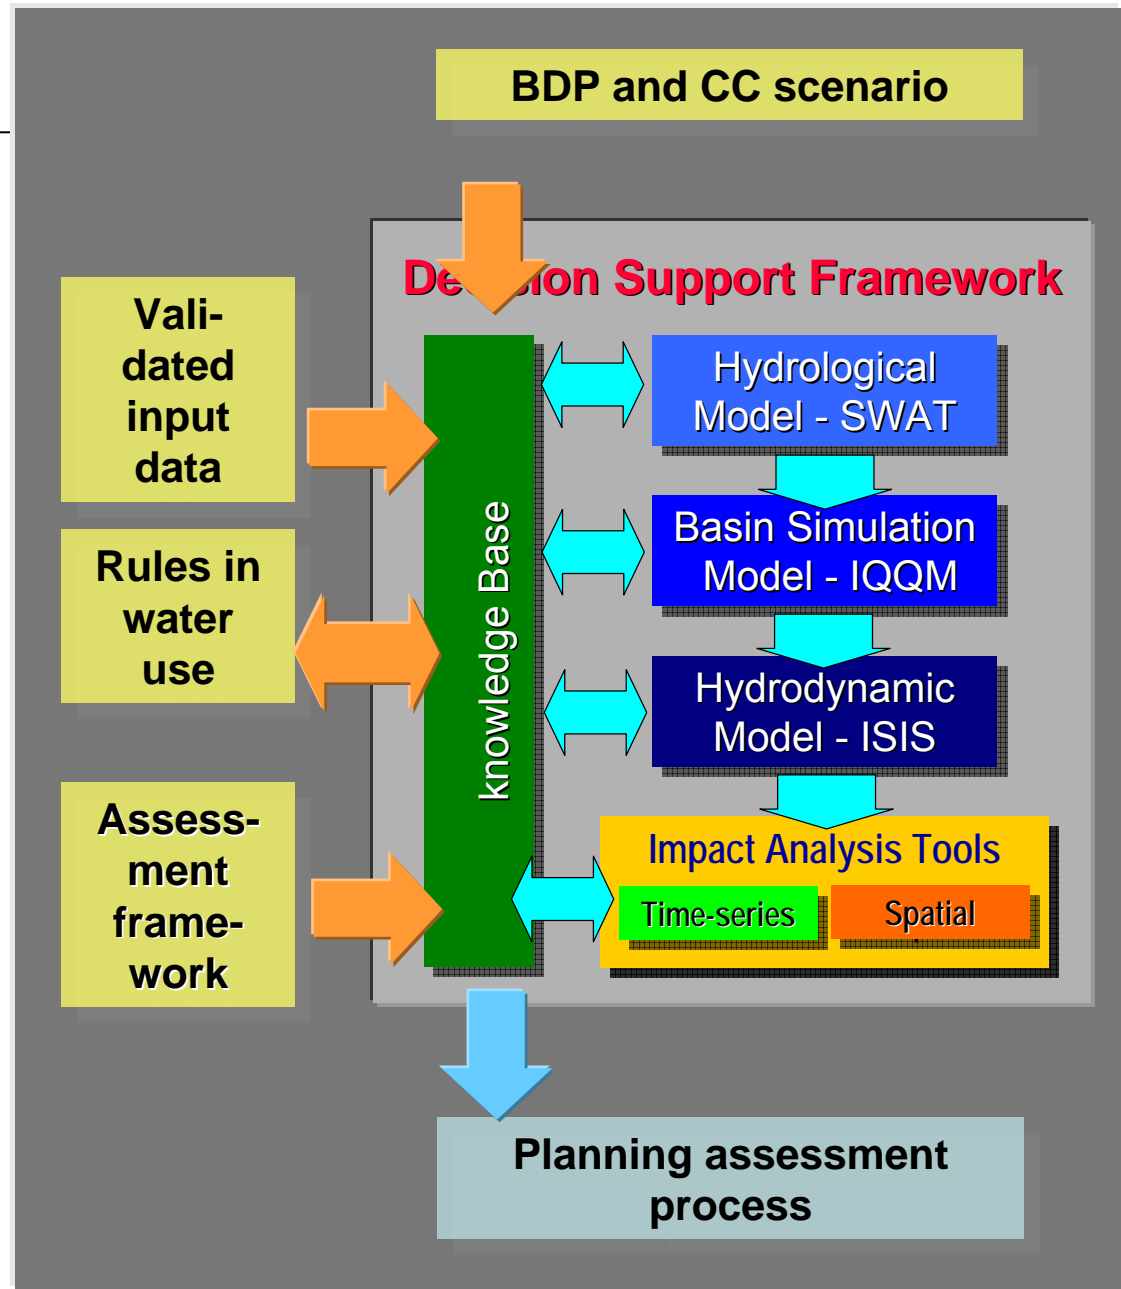 BDP and CC scenario
Decision Support Framework
Vali-
dated
input
data
Rules in
water
use
Assess-
ment
frame-
work
knowledge Base
Hydrological
Model - SWAT
Basin Simulation
Model - IQQM
Hydrodynamic
Model - ISIS
Impact Analysis Tools
Time-series
Spatial
Planning assessment
process